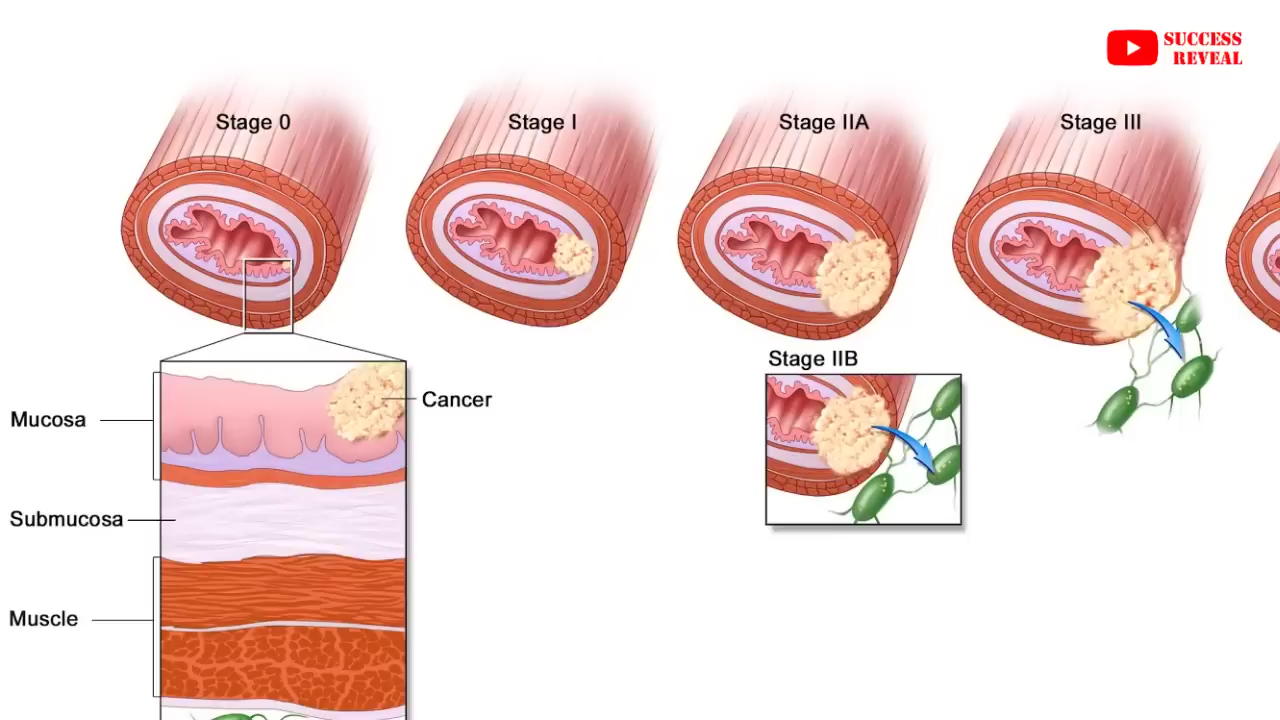 SUCCESS
REVEAL
Stage 0
Stage I
Stage IIA
Stage III
Stage IIB
Mucosa
Cancer
Submucosa
Muscle